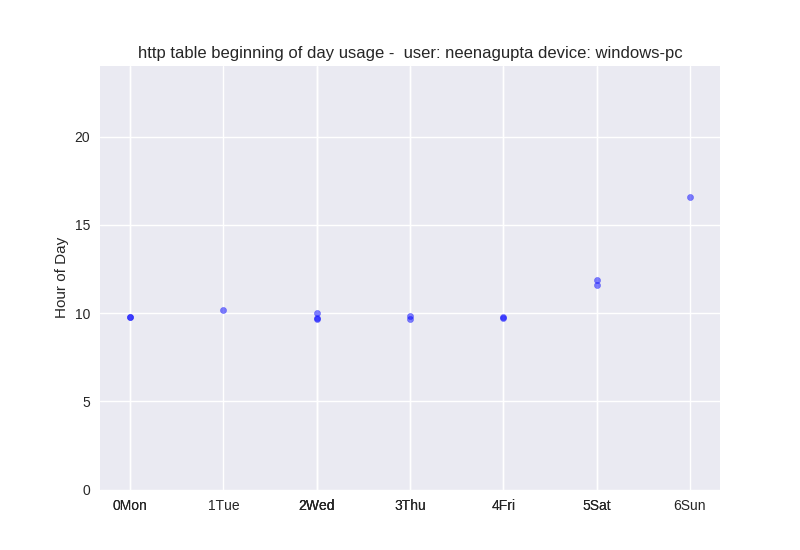 http table beginning of day usage -  user: neenagupta device: windows-pc
20
15
10
5
0
Hour of Day
0Mon 1Tue 2Wed 3Thu 4Fri 5Sat 6Sun